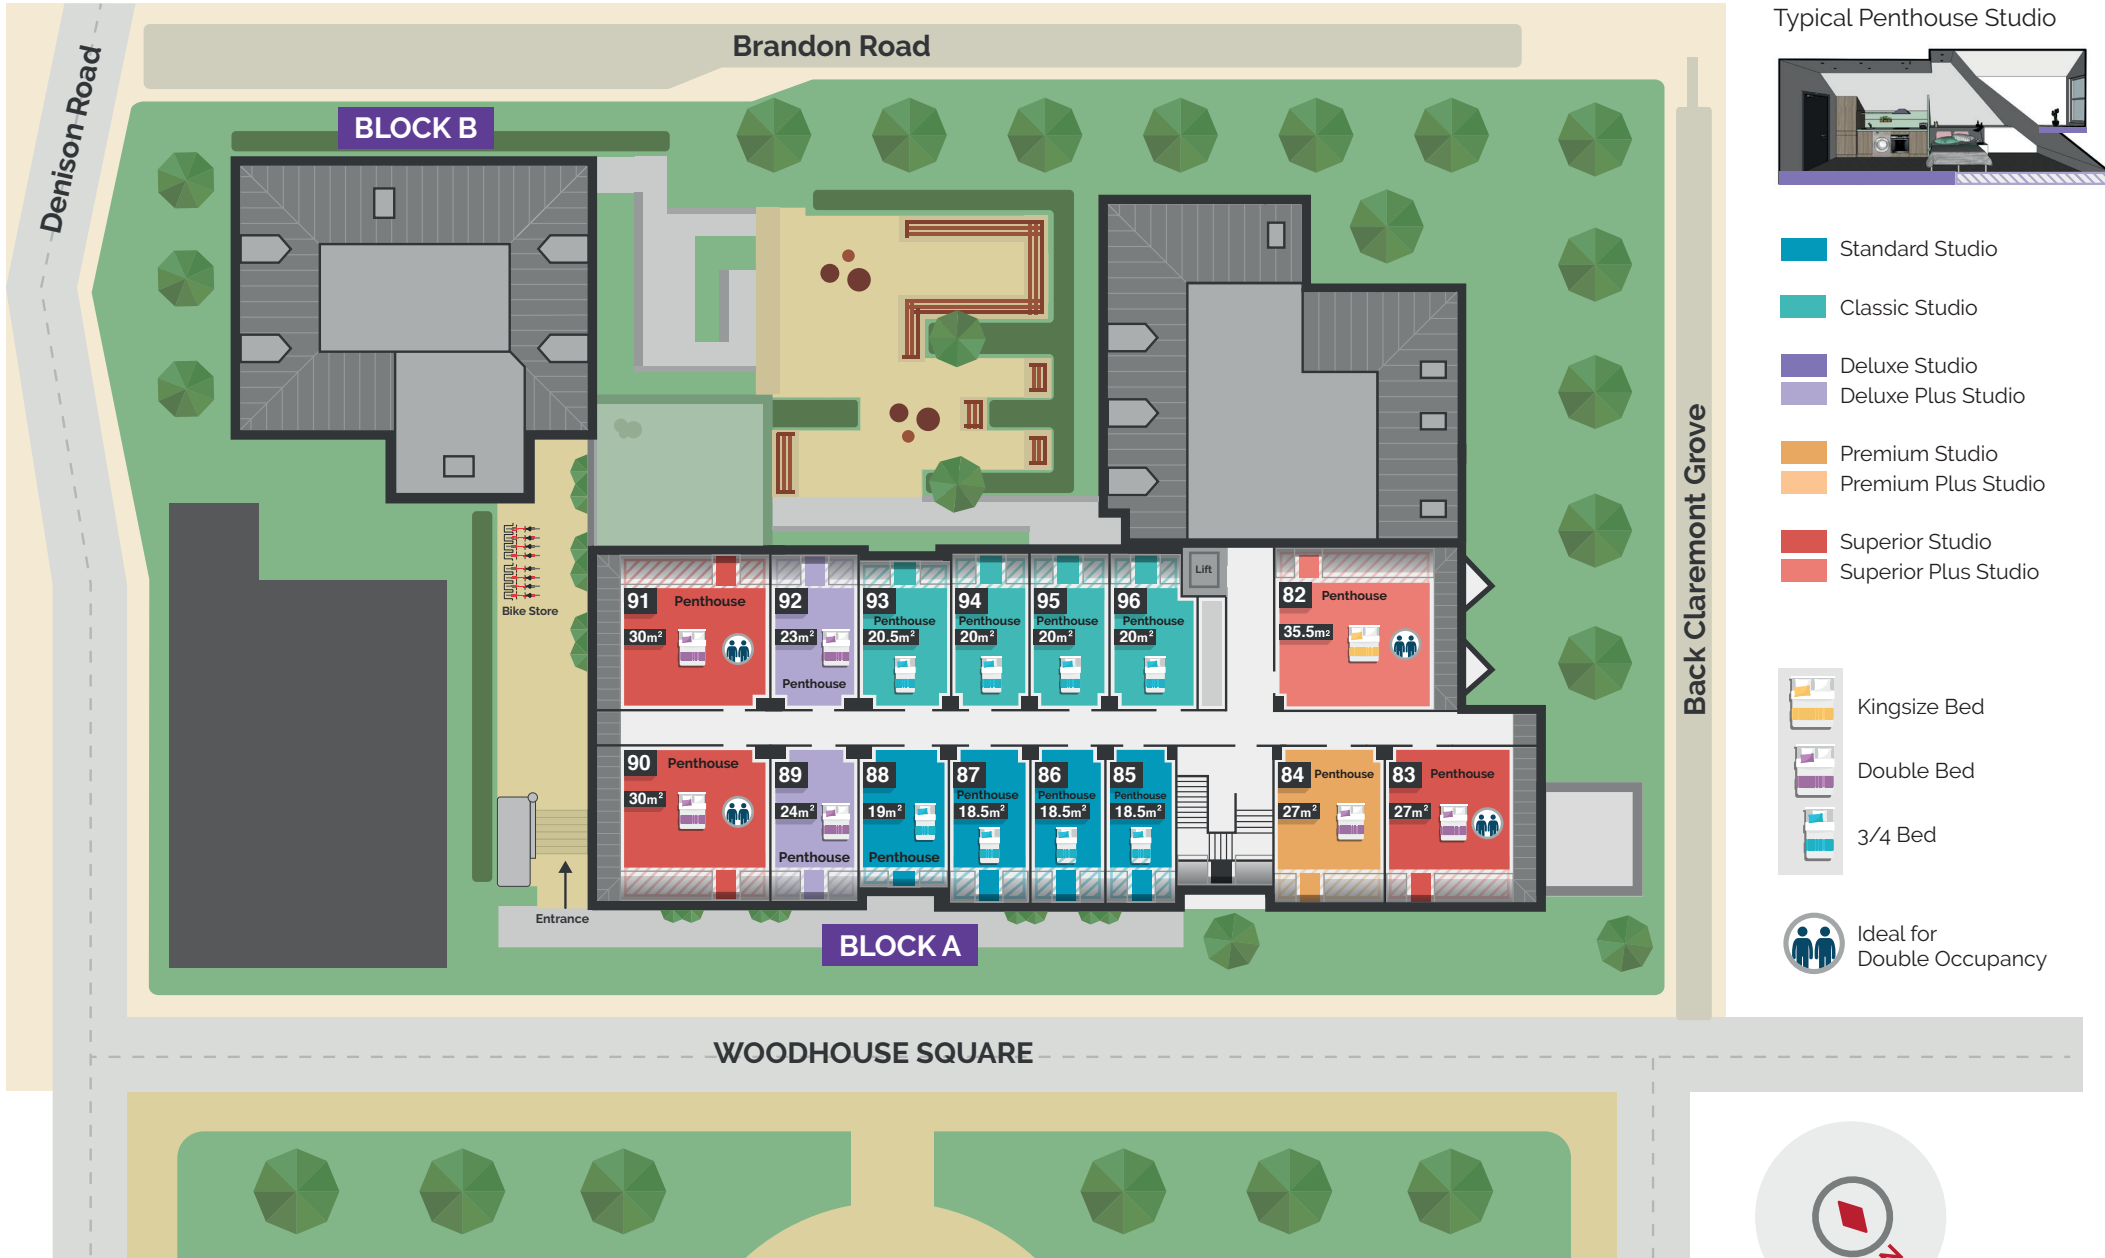 Typical Penthouse Studio
Brandon Road
Denison Road
BLOCK B
Standard Studio
Classic Studio
Deluxe Studio
Deluxe Plus Studio
Premium Studio
Premium Plus Studio
Superior Studio
Superior Plus Studio
Back Claremont Grove
Bike Store
Lift
91 Penthouse
30m²
92
23m²
Penthouse
93
Penthouse
20.5m²
94
Penthouse
20m²
95
Penthouse
20m²
96
Penthouse
20m²
82 Penthouse
35.5m²
90 Penthouse
30m²
89
24m²
Penthouse
88
19m²
Penthouse
87
Penthouse
18.5m²
86
Penthouse
18.5m²
85
Penthouse
18.5m²
84 Penthouse
27m²
83 Penthouse
27m²
Kingsize Bed
Double Bed
3/4 Bed
Ideal for
Double Occupancy
Entrance
BLOCK A
WOODHOUSE SQUARE
N